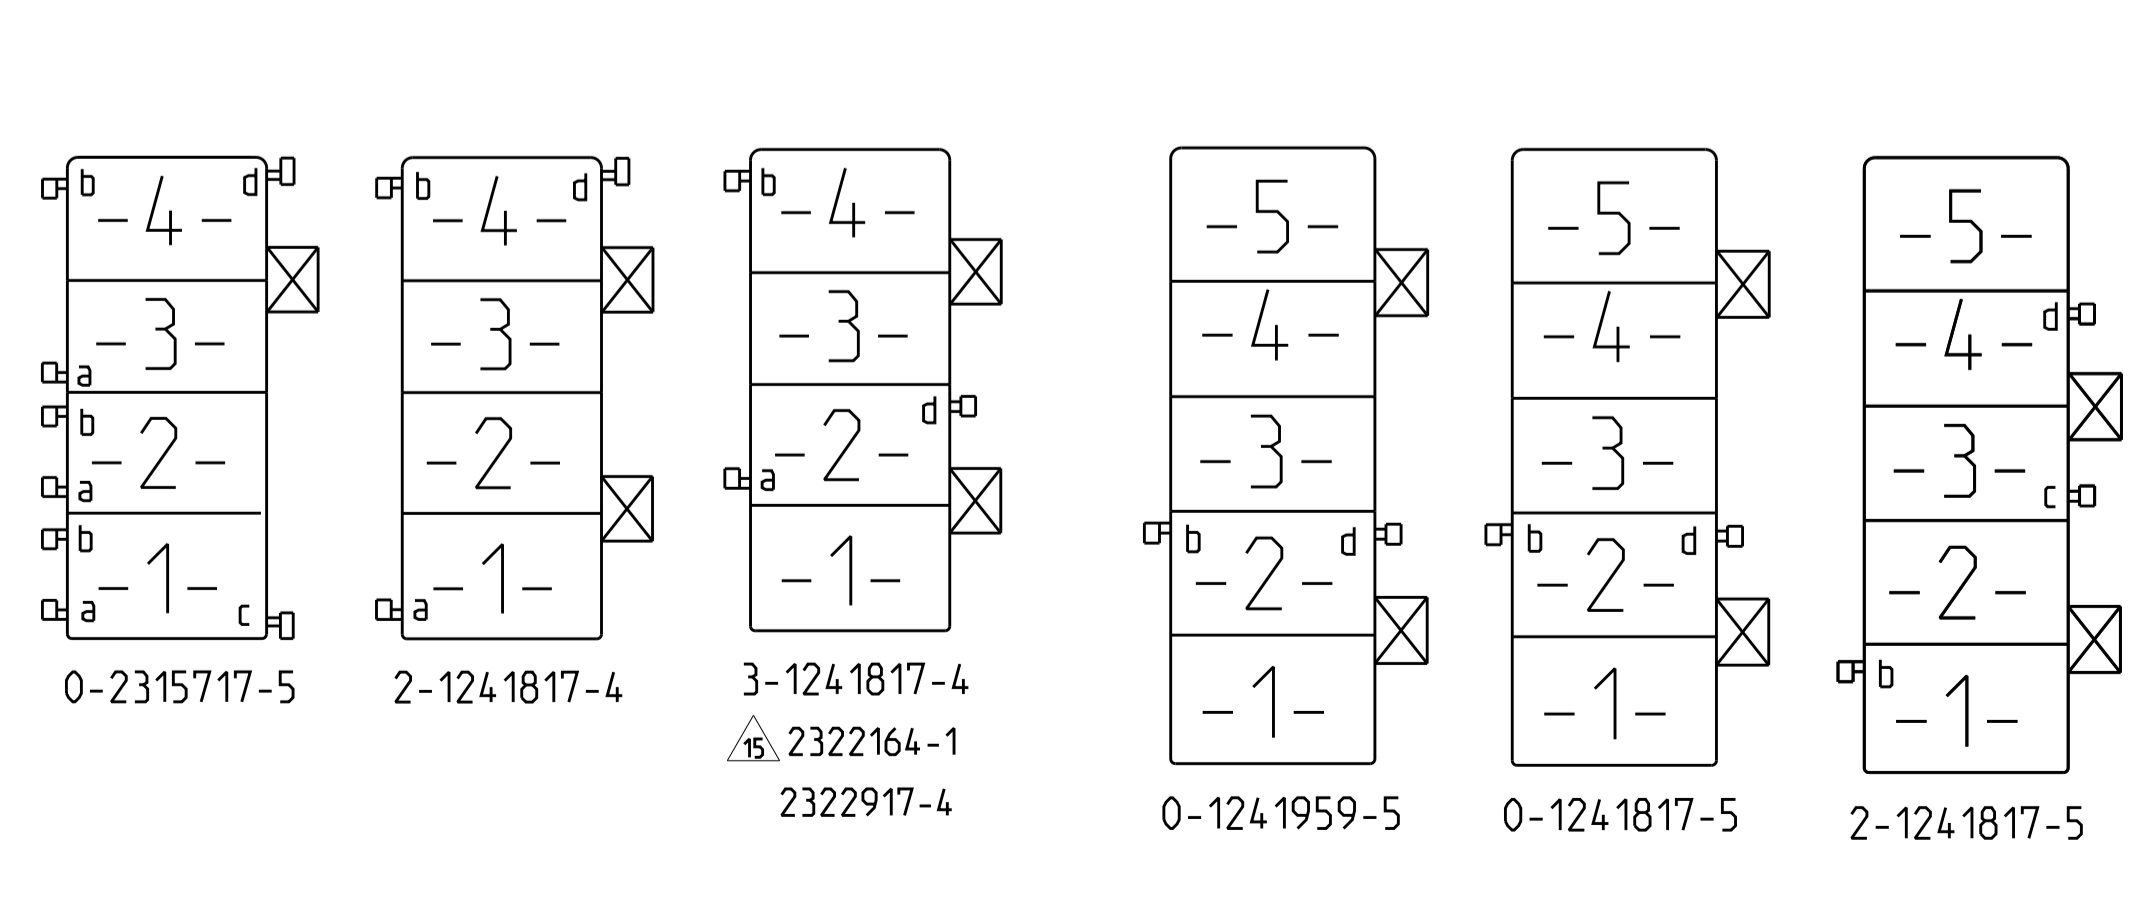 b -4- d
-3-
a
b -2-
a
b -1-
a c
0-2315717-5
b -4- d
-3-
-2-
a -1-
2-1241817-4
b -4-
-3-
d
-2-
a
-1-
3-1241817-4
15 2322164-1
2322917-4
-5-
-4-
-3-
b -2- d
-1-
0-1241959-5
-5-
-4-
-3-
b -2- d
-1-
0-1241817-5
-5-
-4- d
-3-
c
-2-
b -1-
2-1241817-5